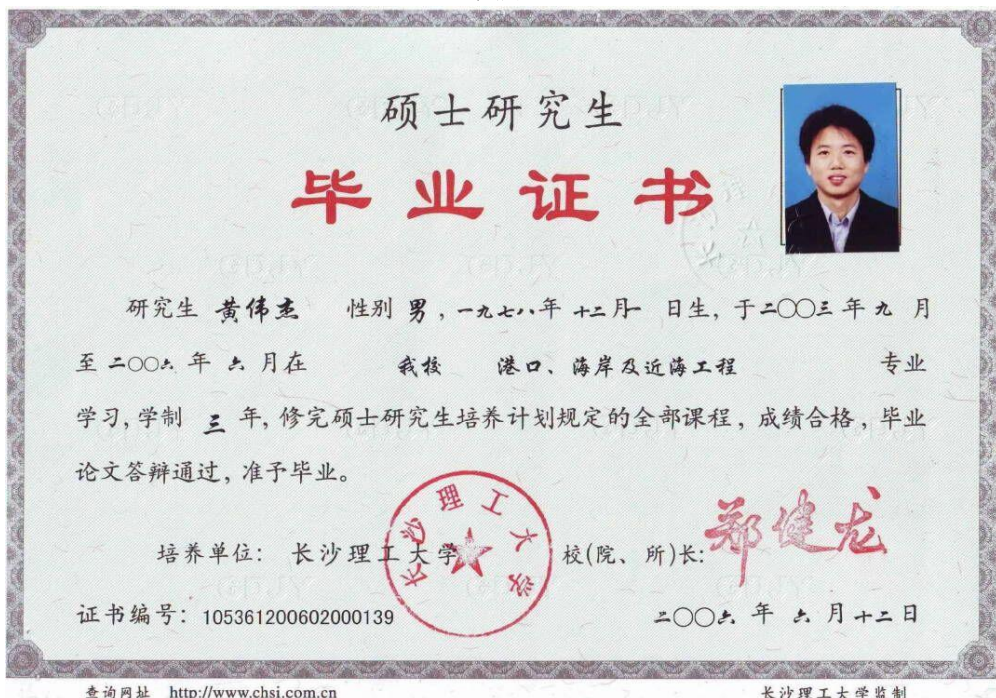 硕士研究生
毕业证书
研究生 黄伟杰 性别 男，一九七八年 十二月一 日生，于二〇〇三 年 九 月
至 二〇〇六 年 六 月在 我校 港口、海岸及近海工程 专业
学习，学制 三 年，修完硕士研究生培养计划规定的全部课程，成绩合格，毕业
论文答辩通过，准予毕业。
培养单位： 长沙理工大学 校(院、所)长: 郑健龙
长沙理工大学
证书编号：105361200602000139 二〇〇六 年 六 月 十二 日
查询网址 http://www.chsi.com.cn 长沙理工大学监制